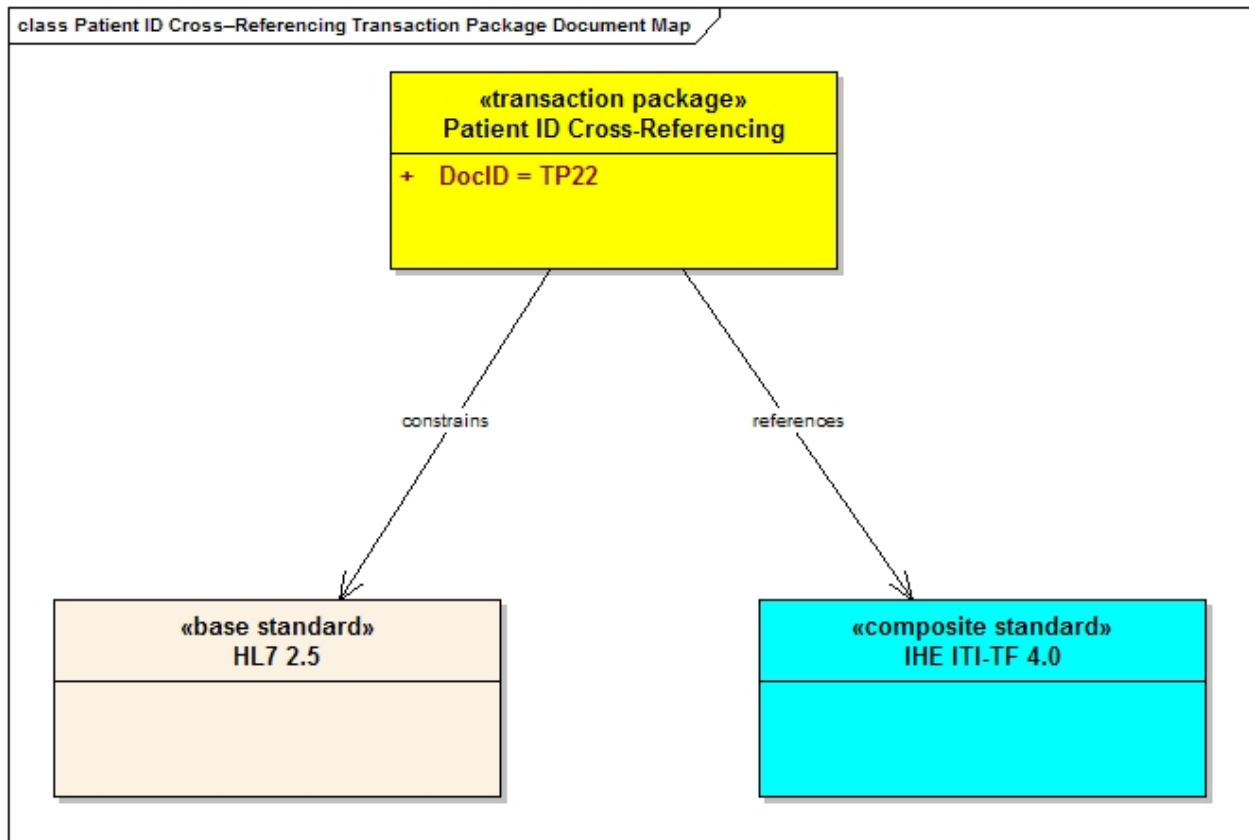 class Patient ID Cross–Referencing Transaction Package Document Map
«transaction package»
Patient ID Cross-Referencing
+ DocID = TP22
constrains
references
«base standard»
HL7 2.5
«composite standard»
IHE ITI-TF 4.0